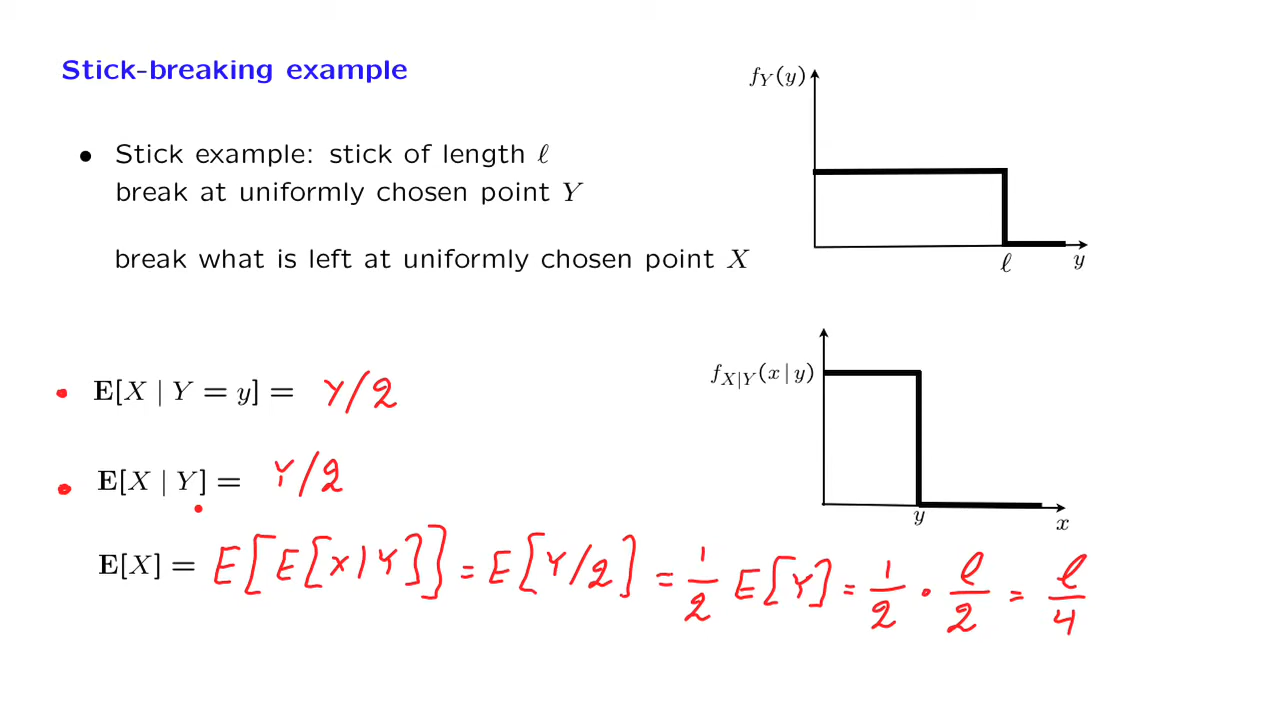 Stick-breaking example
f_Y(y)
• Stick example: stick of length ℓ
break at uniformly chosen point Y
break what is left at uniformly chosen point X
ℓ y
f_{X|Y}(x | y)
• E[X | Y = y] = y/2
• E[X | Y] = Y/2
y x
E[X] = E[E[X|Y]] = E[Y/2] = 1/2 E[Y] = 1/2 · ℓ/2 = ℓ/4